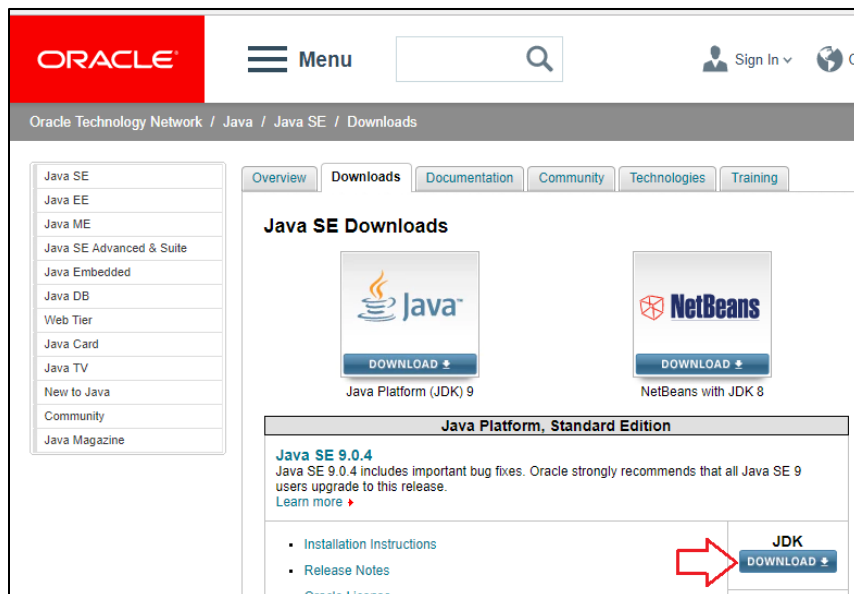 ORACLE
Menu
Sign In
Oracle Technology Network / Java / Java SE / Downloads
Java SE
Java EE
Java ME
Java SE Advanced & Suite
Java Embedded
Java DB
Web Tier
Java Card
Java TV
New to Java
Community
Java Magazine
Overview Downloads Documentation Community Technologies Training
Java SE Downloads
Java
DOWNLOAD
Java Platform (JDK) 9
NetBeans
DOWNLOAD
NetBeans with JDK 8
Java Platform, Standard Edition
Java SE 9.0.4
Java SE 9.0.4 includes important bug fixes. Oracle strongly recommends that all Java SE 9
users upgrade to this release.
Learn more
Installation Instructions
Release Notes
JDK
DOWNLOAD